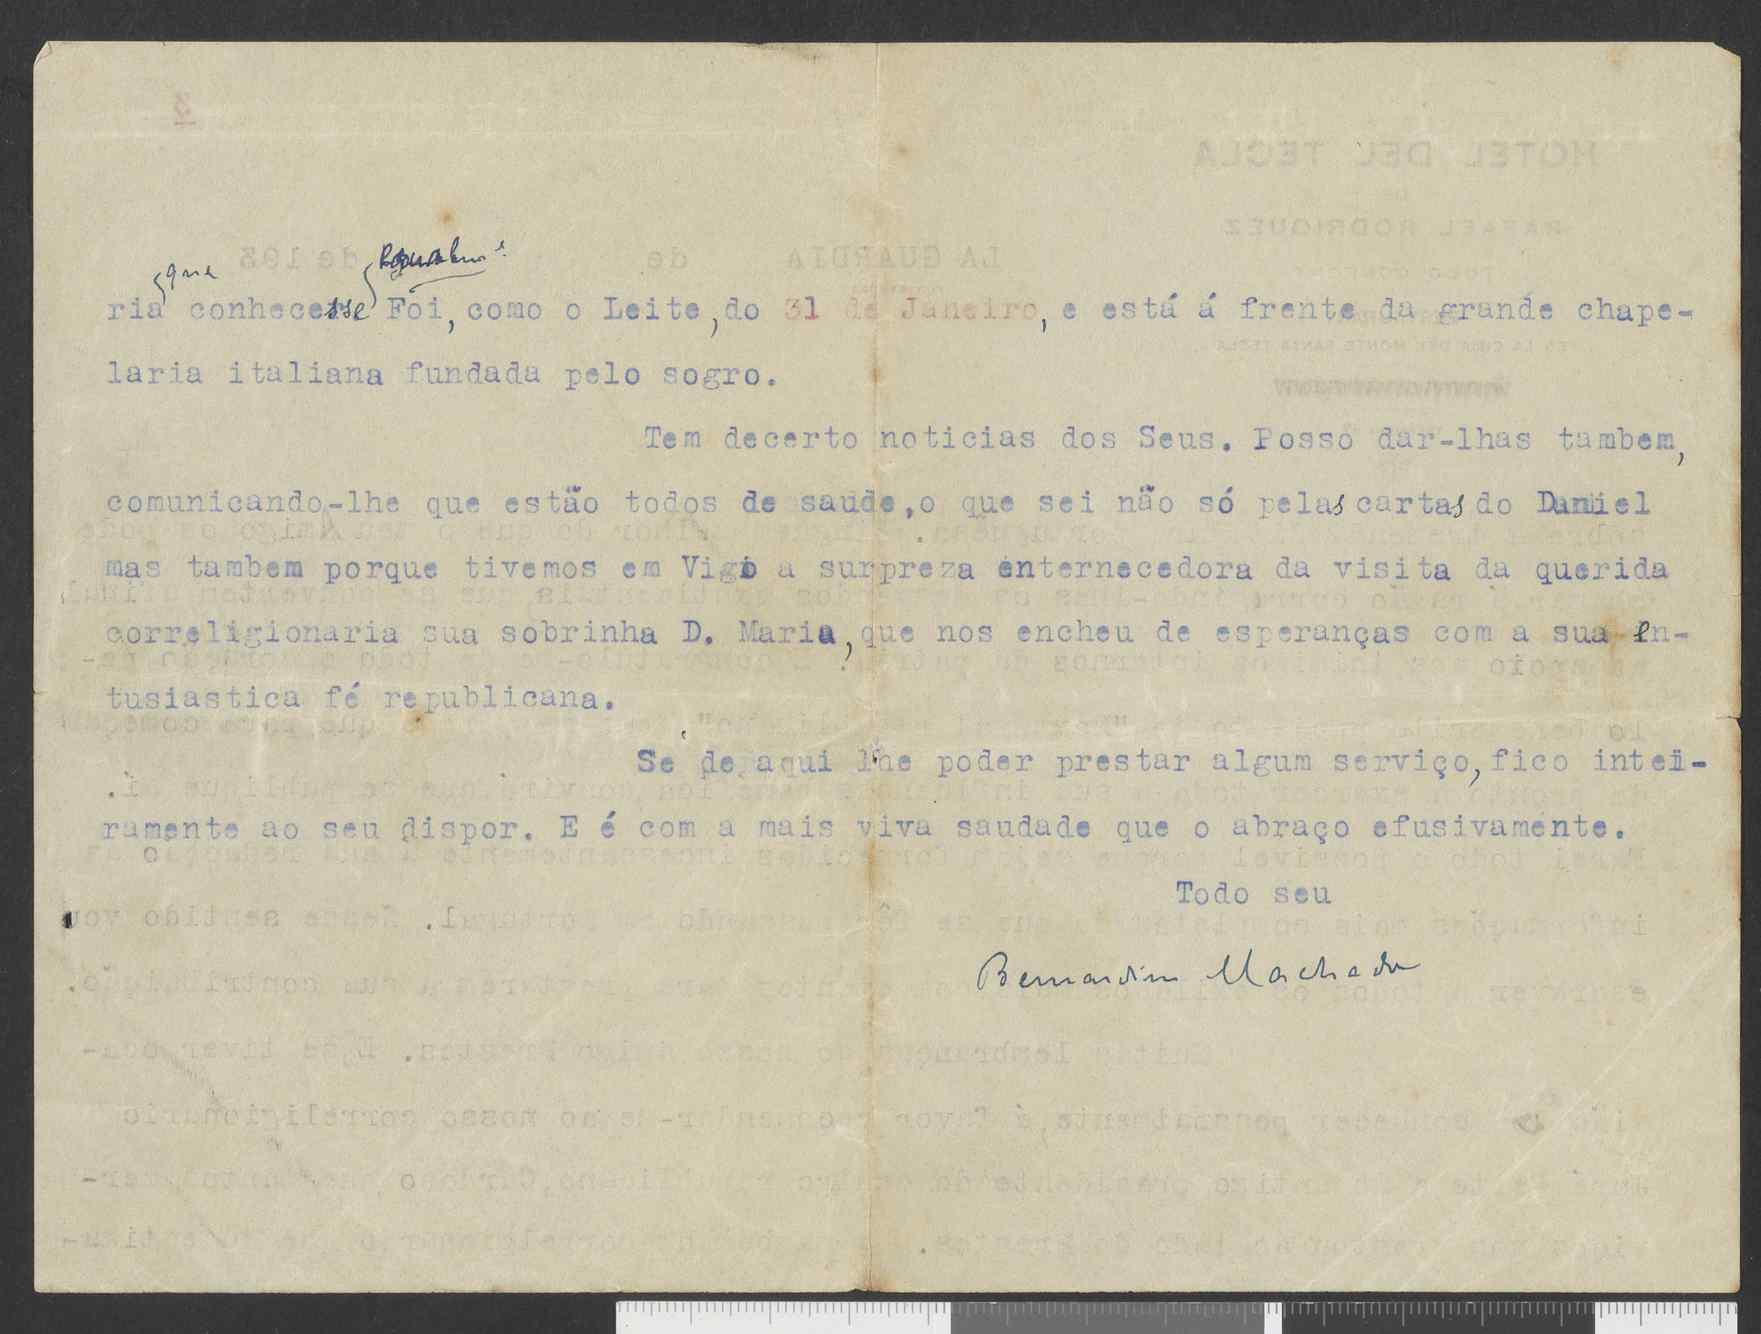 que
ria conhecesse Foi, como o Leite, do 31 de Janeiro, e está á frente da grande chape-
laria italiana fundada pelo sogro.
Tem decerto noticias dos Seus. Posso dar-lhas tambem,
comunicando-lhe que estão todos de saude, o que sei não só pelas cartas do Daniel
mas tambem porque tivemos em Vigo a surpreza enternecedora da visita da querida
correligionaria sua sobrinha D. Maria, que nos encheu de esperanças com a sua en-
tusiastica fé republicana.
Se de aqui lhe poder prestar algum serviço, fico intei-
ramente ao seu dispor. E é com a mais viva saudade que o abraço efusivamente.
Todo seu
Bernardino Machado